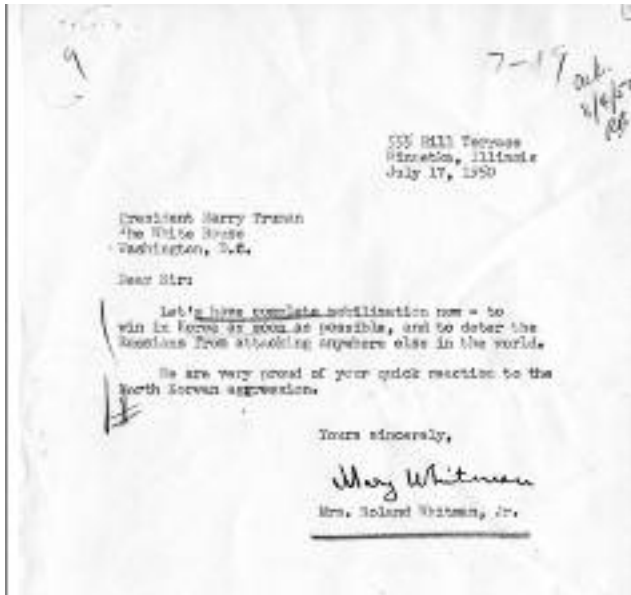 9
7-19
ack.
555 Hill Terrace
Winnetka, Illinois
July 17, 1950
President Harry Truman
The White House
Washington, D.C.
Dear Sir:
Let's have complete mobilization now - to
win in Korea as soon as possible, and to deter the
Russians from attacking anywhere else in the world.
We are very proud of your quick reaction to the
North Korean aggression.
Yours sincerely,
Mary Whitman
Mrs. Roland Whitman, Jr.